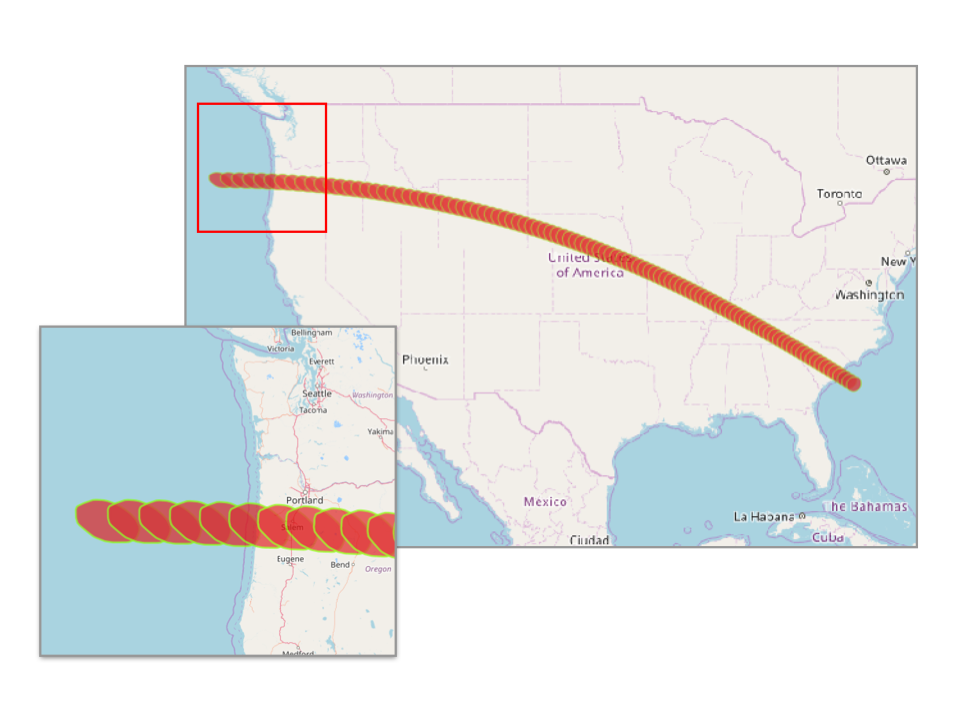 Ottawa
Toronto
New Y
United States
of America
Washington
Phoenix
México
La Habana
The Bahamas
Cuba
Ciudad
Bellingham
Victoria
Everett
Seattle
Washington
Tacoma
Yakima
Portland
Salem
Eugene
Bend
Oregon
Medford